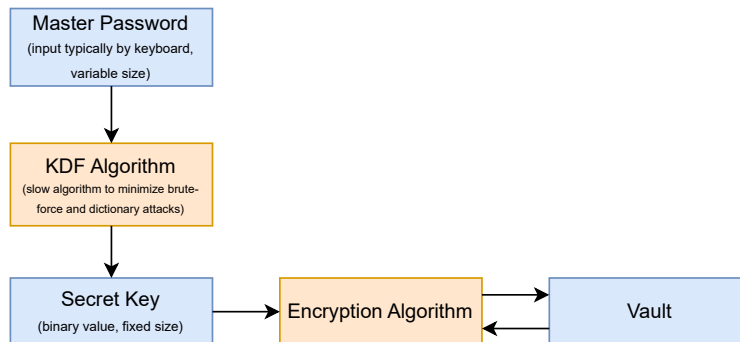 Master Password
(input typically by keyboard,
variable size)
KDF Algorithm
(slow algorithm to minimize brute-
force and dictionary attacks)
Secret Key
(binary value, fixed size)
Encryption Algorithm
Vault